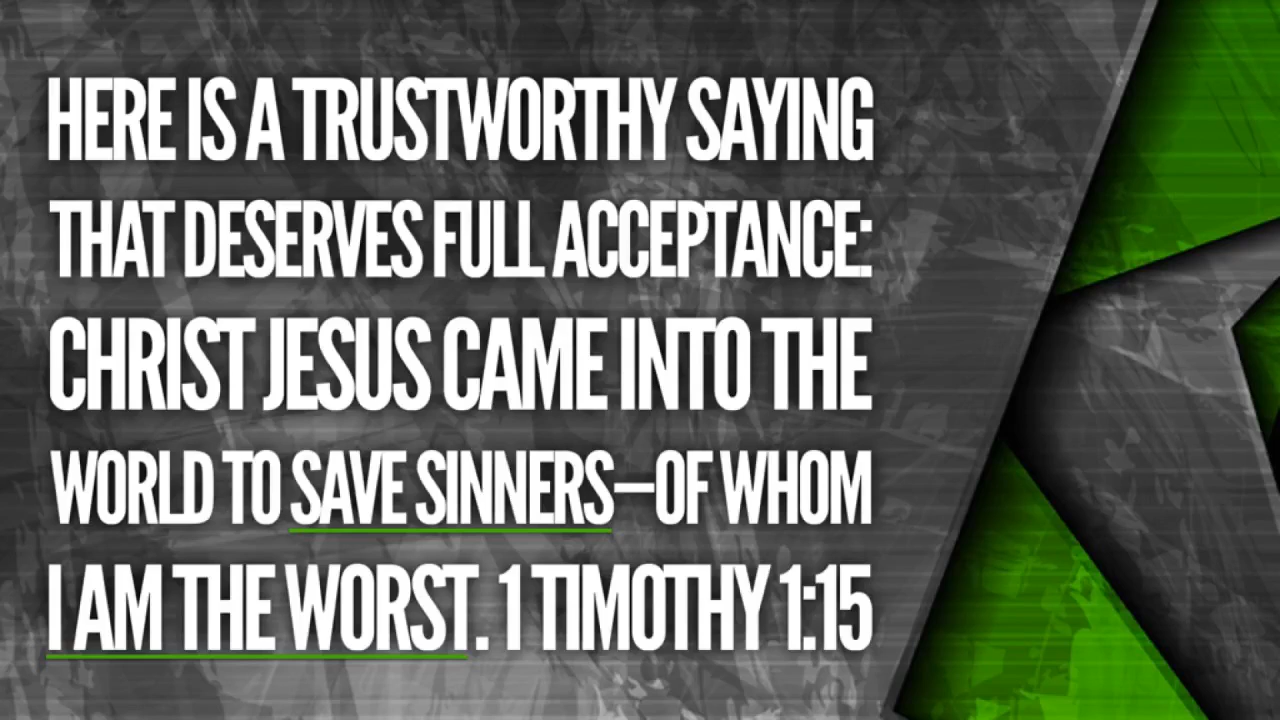 HERE IS A TRUSTWORTHY SAYING
THAT DESERVES FULL ACCEPTANCE:
CHRIST JESUS CAME INTO THE
WORLD TO SAVE SINNERS—OF WHOM
I AM THE WORST. 1 TIMOTHY 1:15